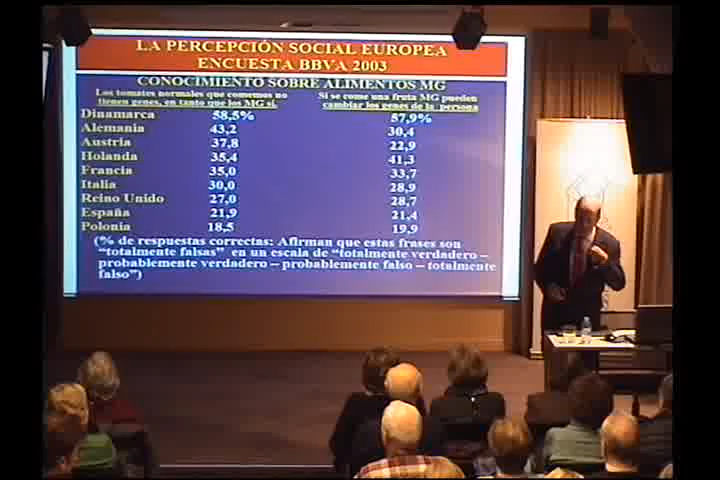 LA PERCEPCIÓN SOCIAL EUROPEA
ENCUESTA BBVA 2003
CONOCIMIENTO SOBRE ALIMENTOS MG
Los tomates normales que comemos no tienen genes, en tanto que los MG sí.
Si se come una fruta MG pueden cambiar los genes de la persona
Dinamarca 58,5% 57,9%
Alemania 43,2 30,4
Austria 37,8 22,9
Holanda 35,4 41,3
Francia 35,0 33,7
Italia 30,0 28,9
Reino Unido 27,0 28,7
España 21,9 21,4
Polonia 18,5 19,9
(% de respuestas correctas: Afirman que estas frases son
“totalmente falsas” en un escala de “totalmente verdadero –
probablemente verdadero – probablemente falso – totalmente
falso”)